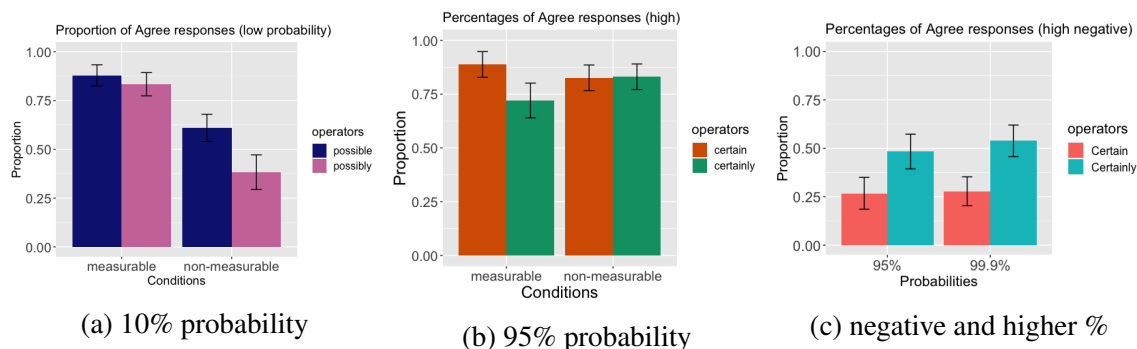 Proportion of Agree responses (low probability)
1.00
0.75
0.50
0.25
0.00
Proportion
measurable
non-measurable
Conditions
operators
possible
possibly
(a) 10% probability
Percentages of Agree responses (high)
1.00
0.75
0.50
0.25
0.00
Proportion
measurable
non-measurable
Conditions
operators
certain
certainly
(b) 95% probability
Percentages of Agree responses (high negative)
1.00
0.75
0.50
0.25
0.00
Proportion
95%
99.9%
Probabilities
operators
Certain
Certainly
(c) negative and higher %